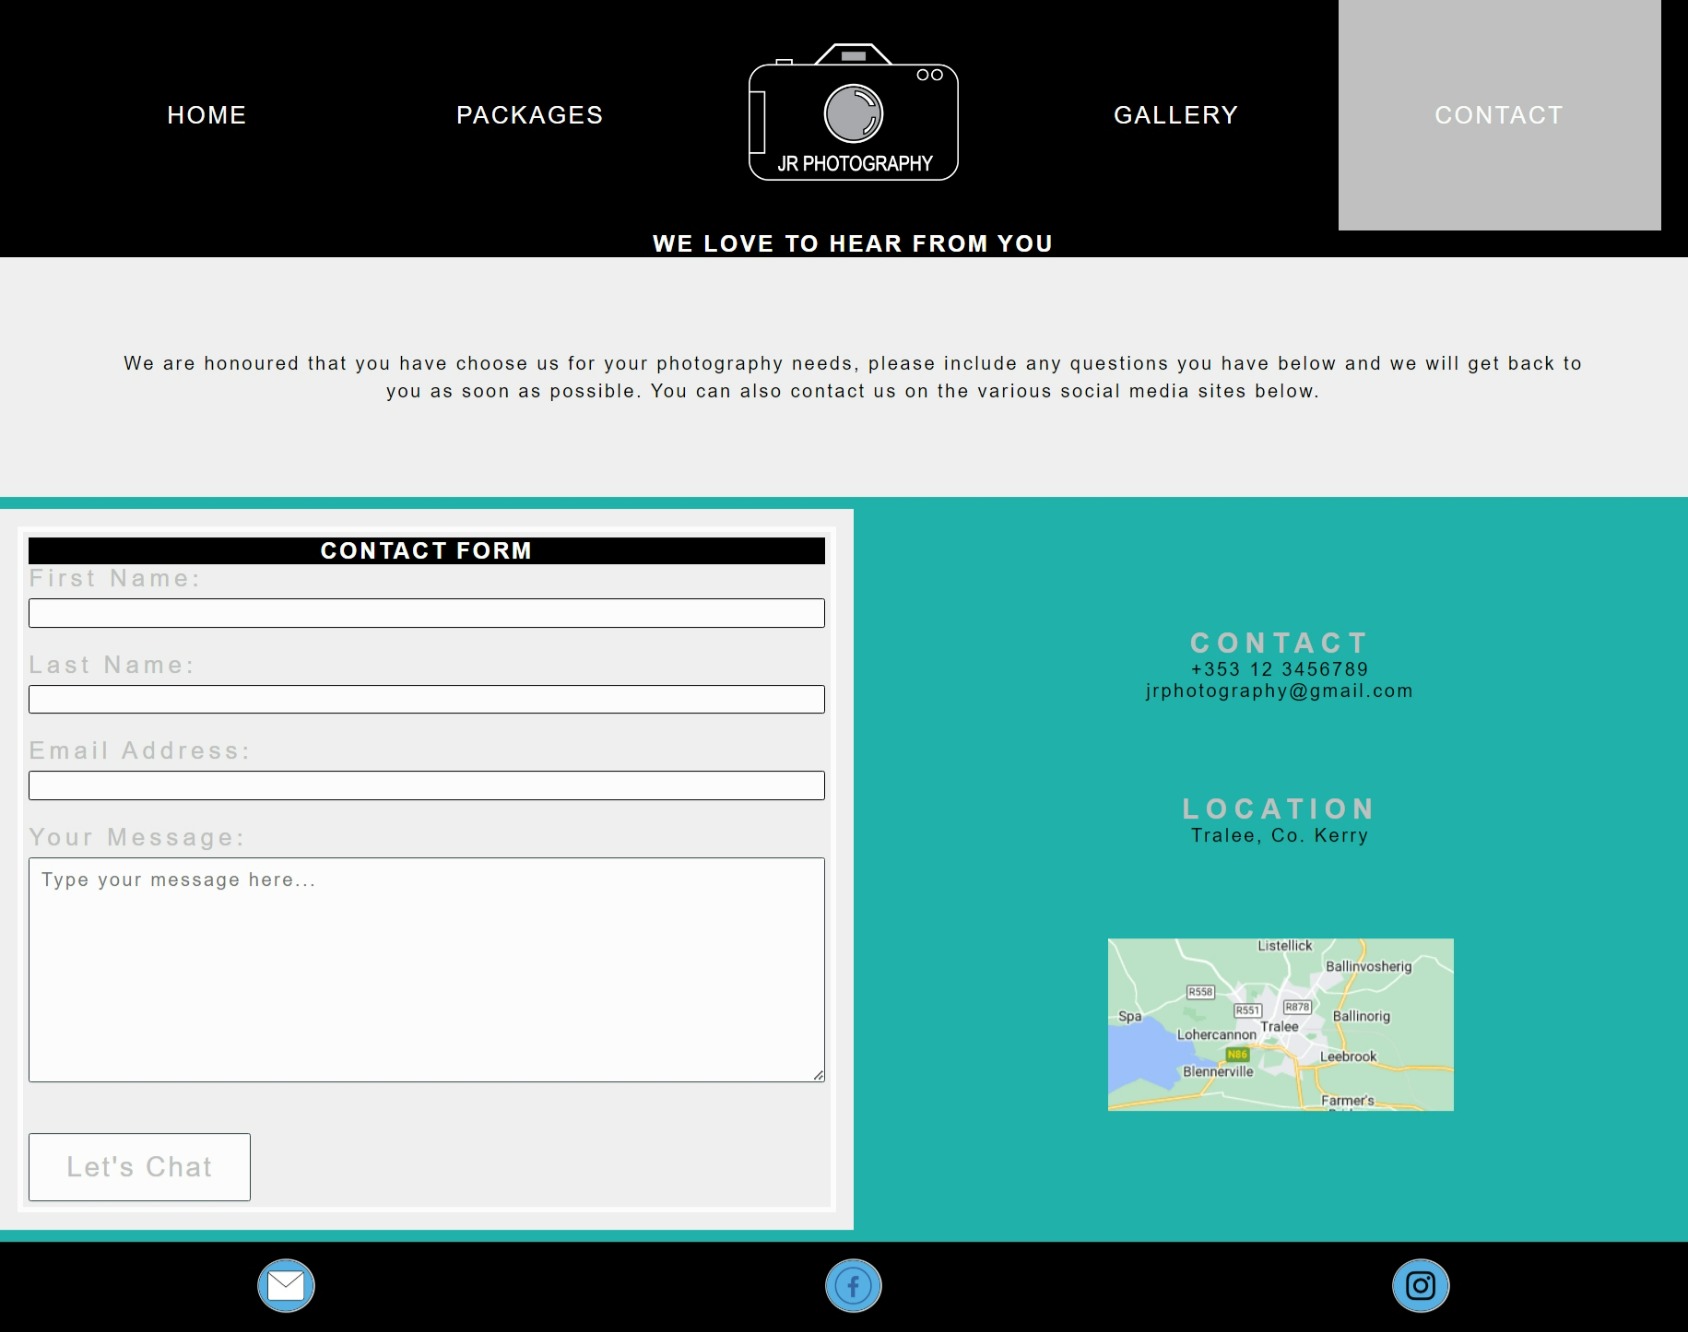 HOME
PACKAGES
JR PHOTOGRAPHY
GALLERY
CONTACT
WE LOVE TO HEAR FROM YOU
We are honoured that you have choose us for your photography needs, please include any questions you have below and we will get back to
you as soon as possible. You can also contact us on the various social media sites below.
CONTACT FORM
First Name:
Last Name:
Email Address:
Your Message:
Type your message here...
Let's Chat
CONTACT
+353 12 3456789
jrphotography@gmail.com
LOCATION
Tralee, Co. Kerry
Listellick
Ballinvosherig
R558
R551
R878
Spa
Ballinorig
Tralee
Lohercannon
N86
Leebrook
Blennerville
Farmer's